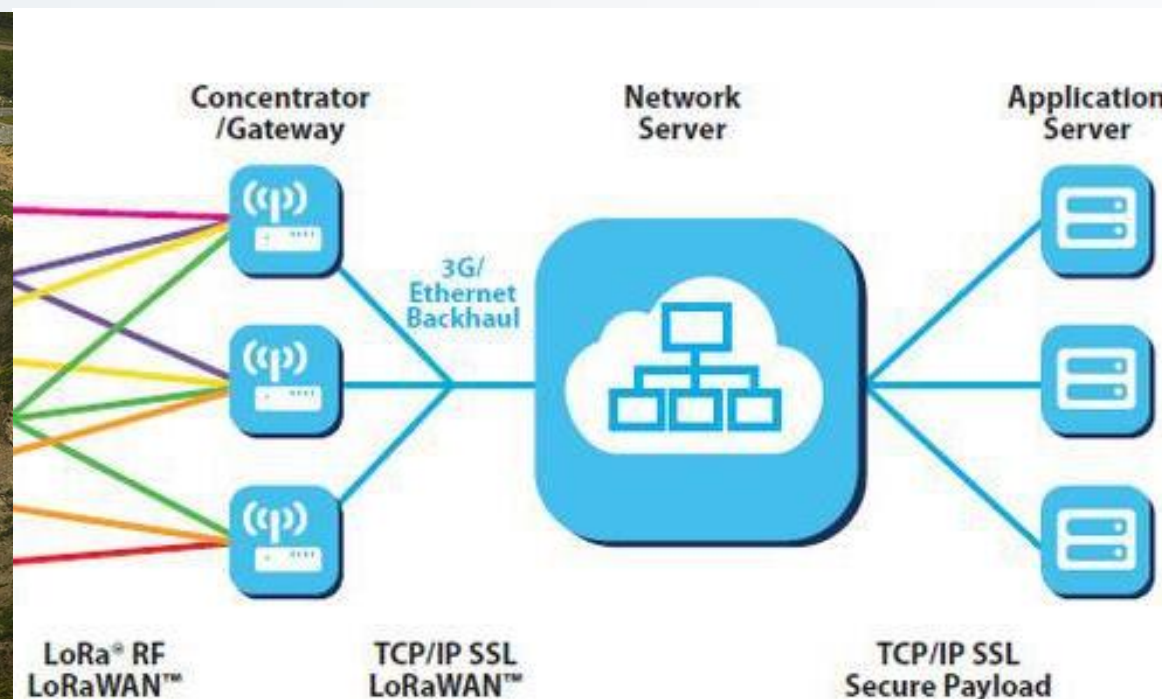 Concentrator
/Gateway
Network
Server
Application
Server
3G/
Ethernet
Backhaul
LoRa® RF
LoRaWAN™
TCP/IP SSL
LoRaWAN™
TCP/IP SSL
Secure Payload